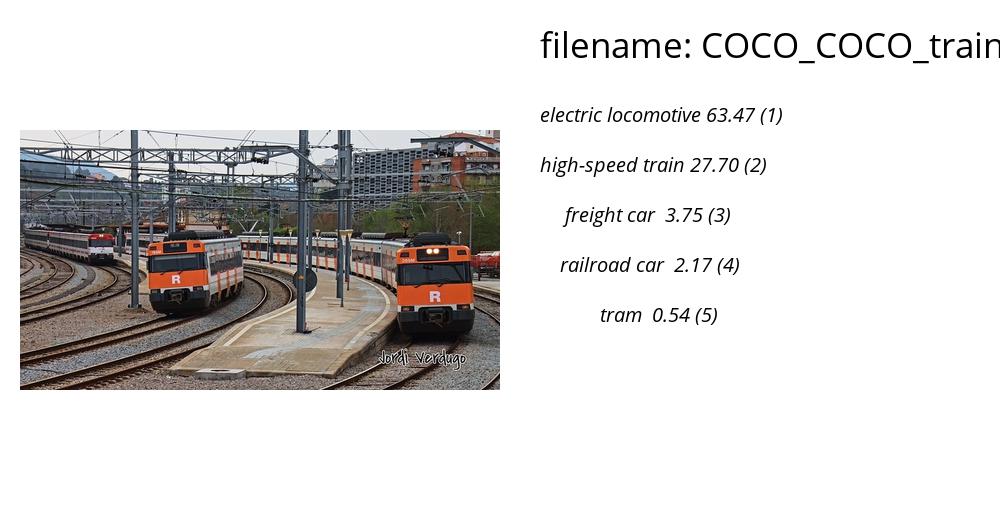 filename: COCO_COCO_train
electric locomotive 63.47 (1)
high-speed train 27.70 (2)
freight car 3.75 (3)
railroad car 2.17 (4)
tram 0.54 (5)
R
R
Jordi Verdugo